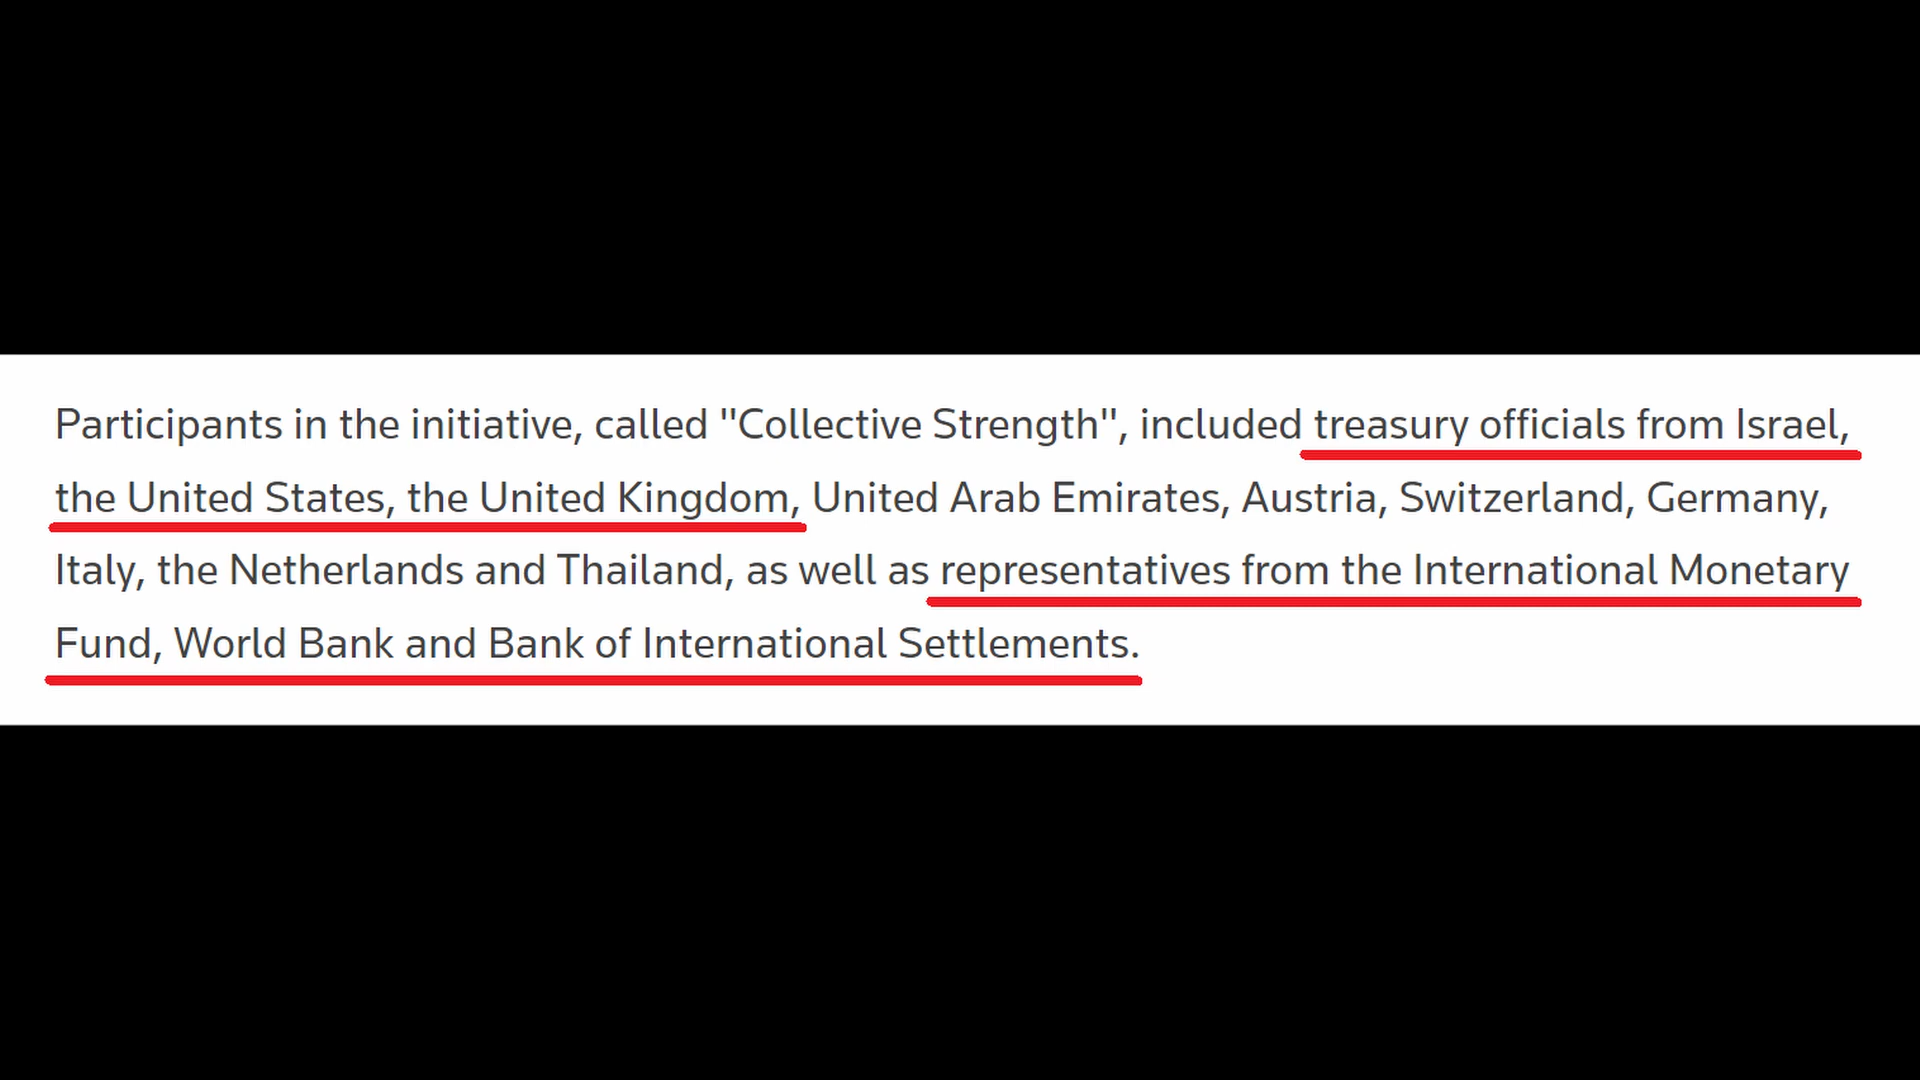 Participants in the initiative, called "Collective Strength", included treasury officials from Israel,
the United States, the United Kingdom, United Arab Emirates, Austria, Switzerland, Germany,
Italy, the Netherlands and Thailand, as well as representatives from the International Monetary
Fund, World Bank and Bank of International Settlements.